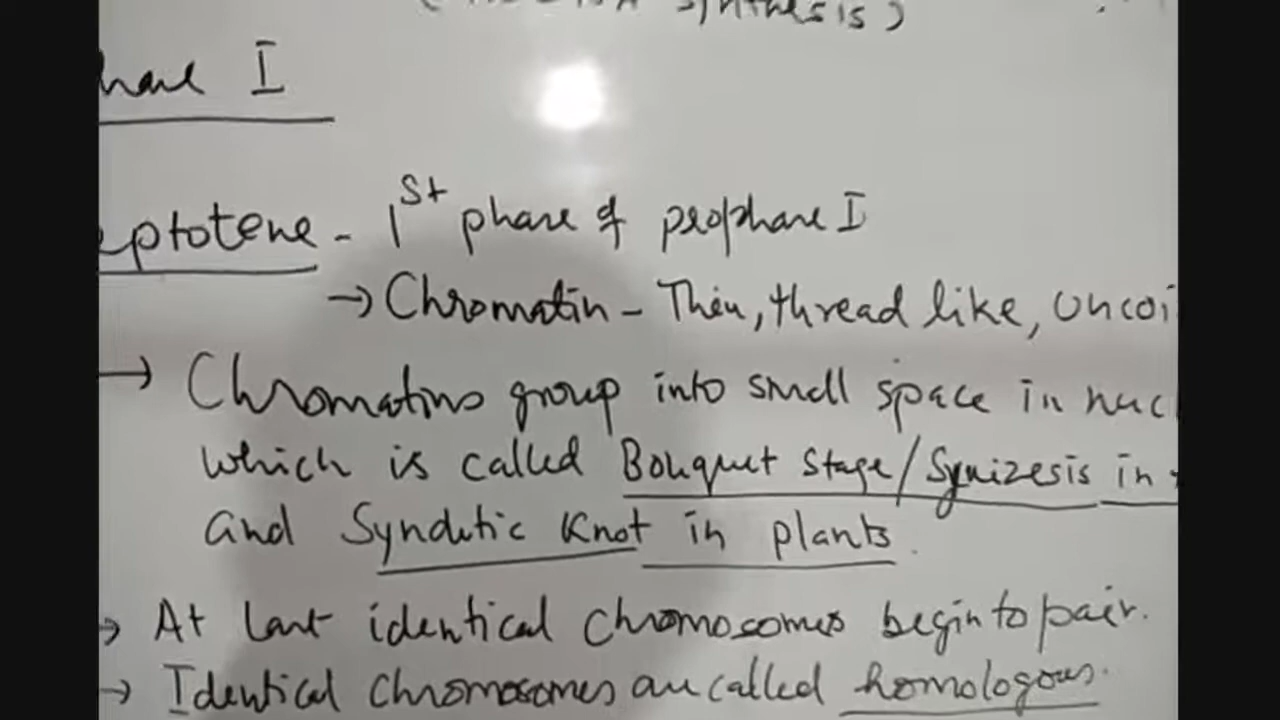 synthesis)
hase I
eptotene - 1st phase of prophase I
→ Chromatin - Thin, thread like, Uncoi
→ Chromatins group into small space in nuc
which is called Bouquet Stage/Synizesis in
and Syndetic Knot in plants.
→ At last identical chromosomes begin to pair.
→ Identical chromosomes are called homologous.